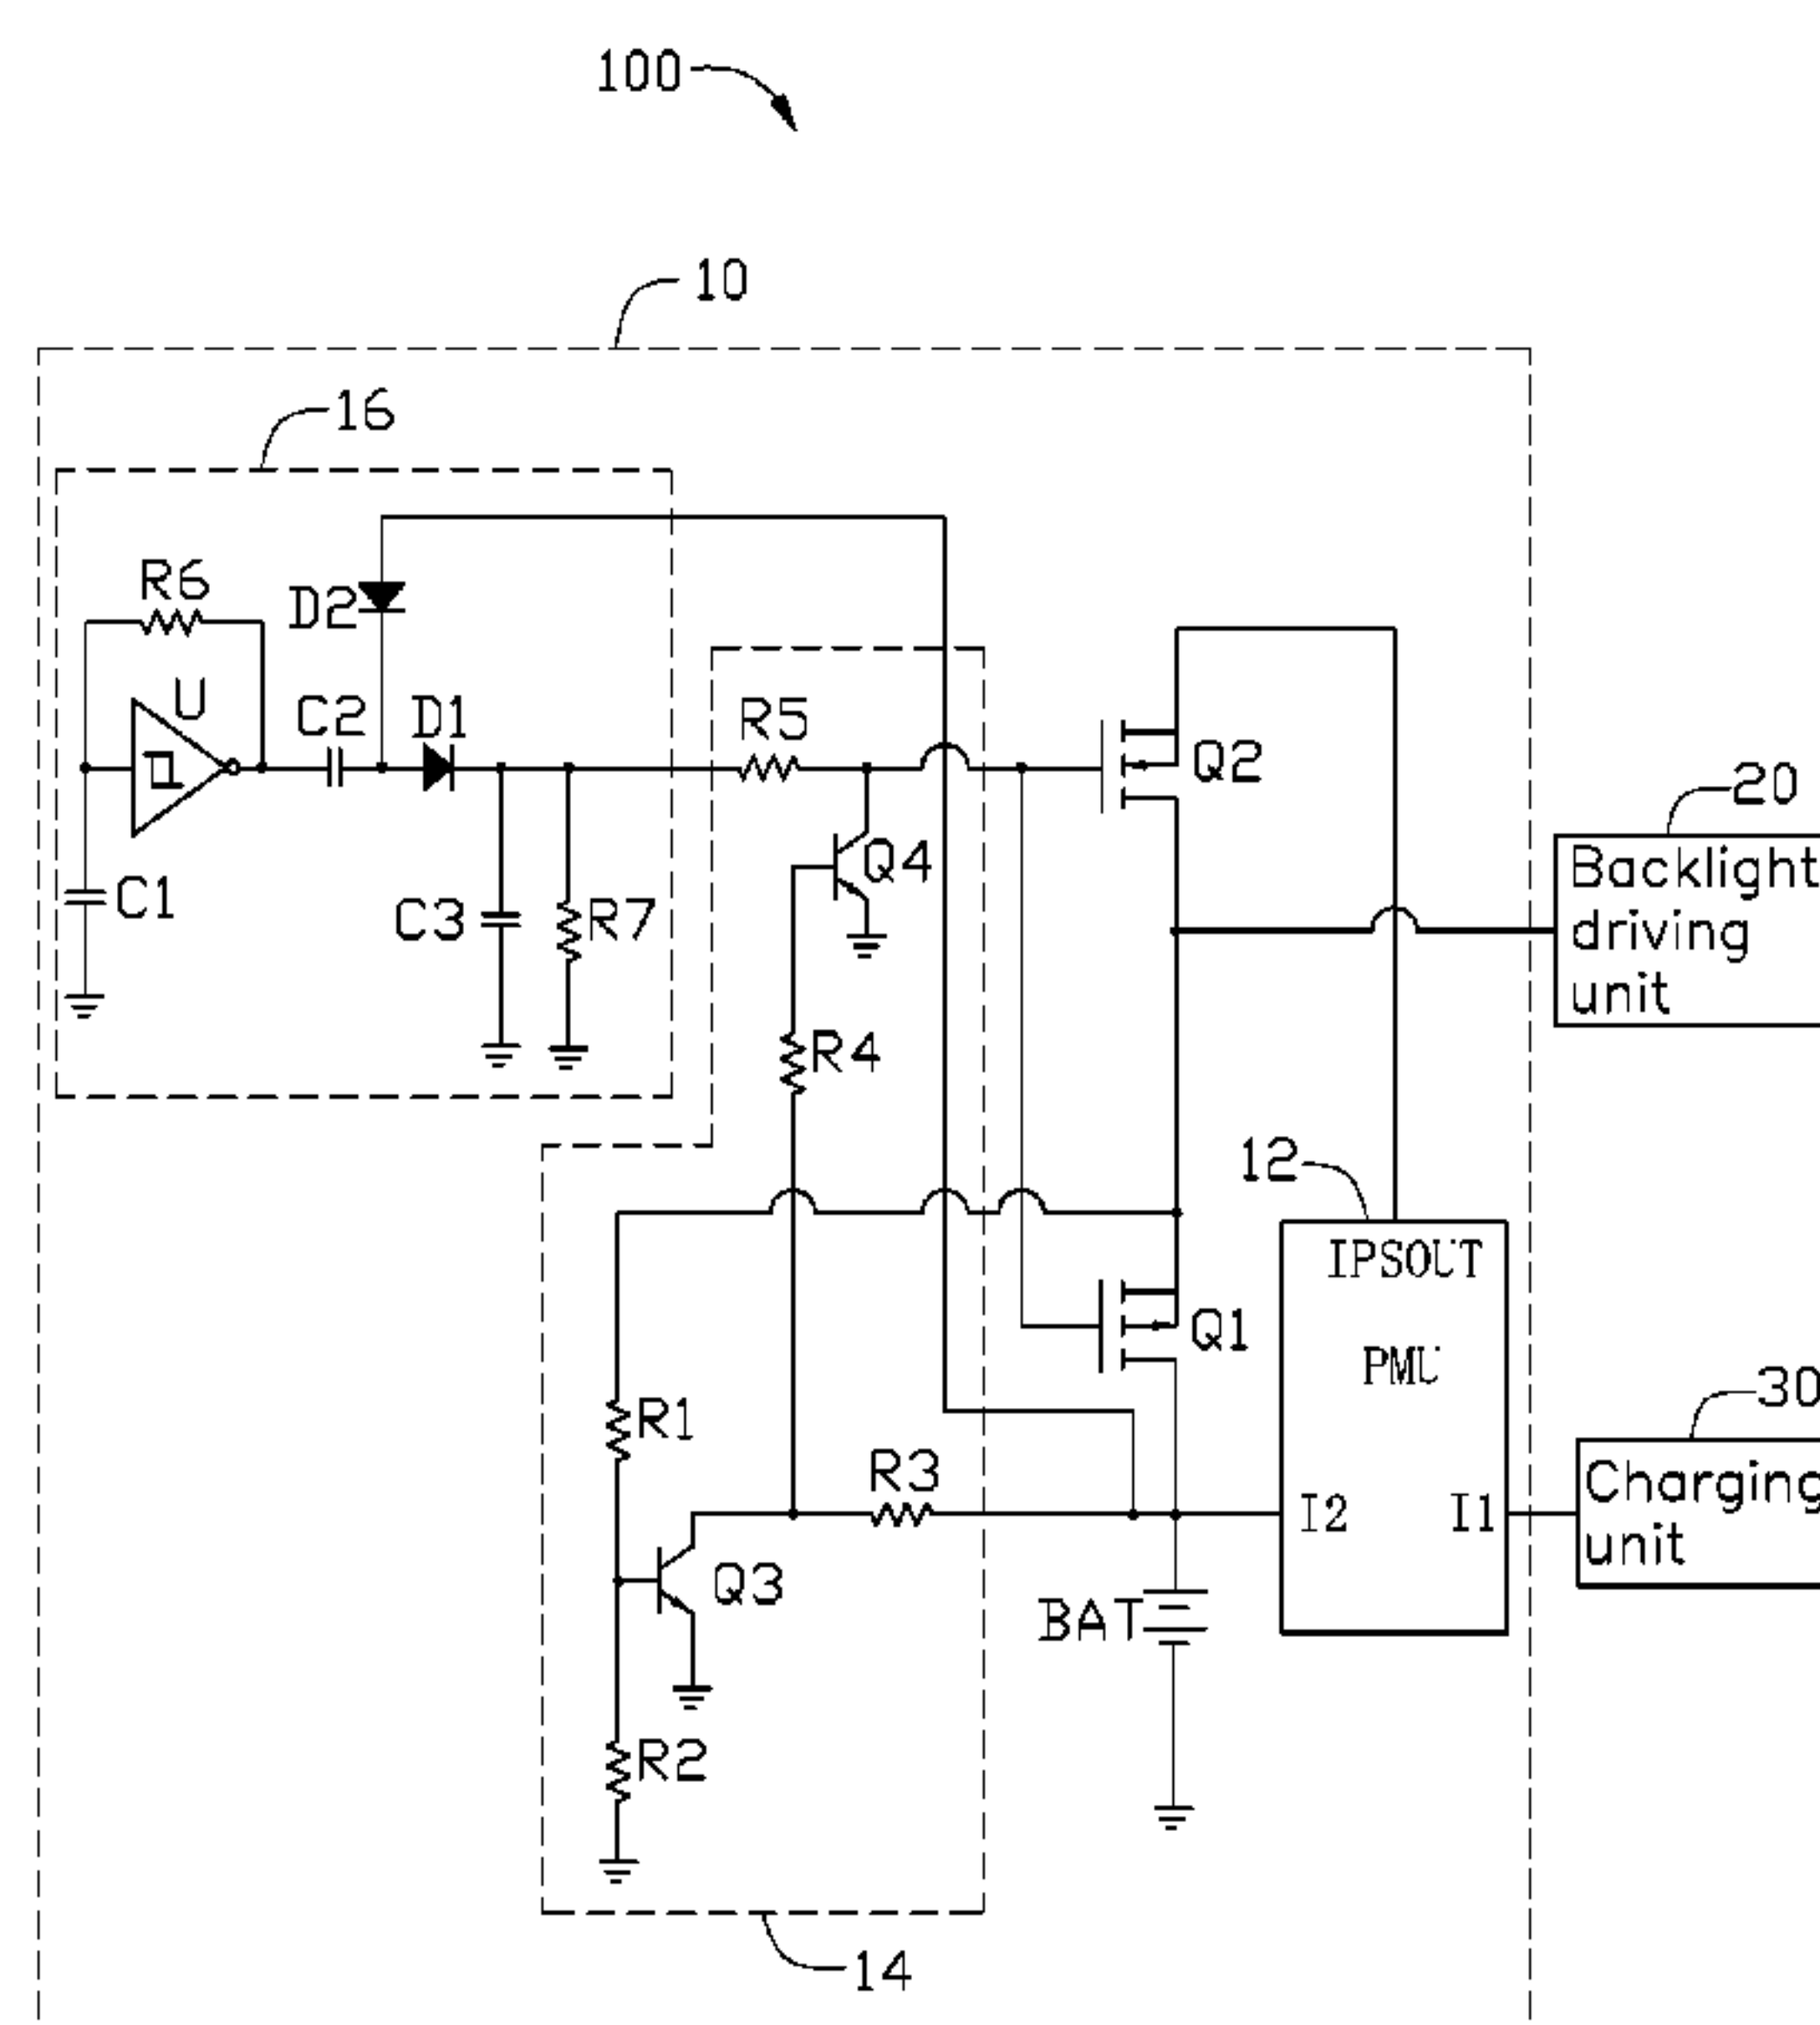 100
10
16
R6
D2
U
C2
D1
R5
Q2
20
Backlight
driving
unit
Q4
C1
C3
R7
R4
12
IPSOUT
PMU
Q1
30
R1
R3
I2
I1
Charging
unit
Q3
BAT
R2
14